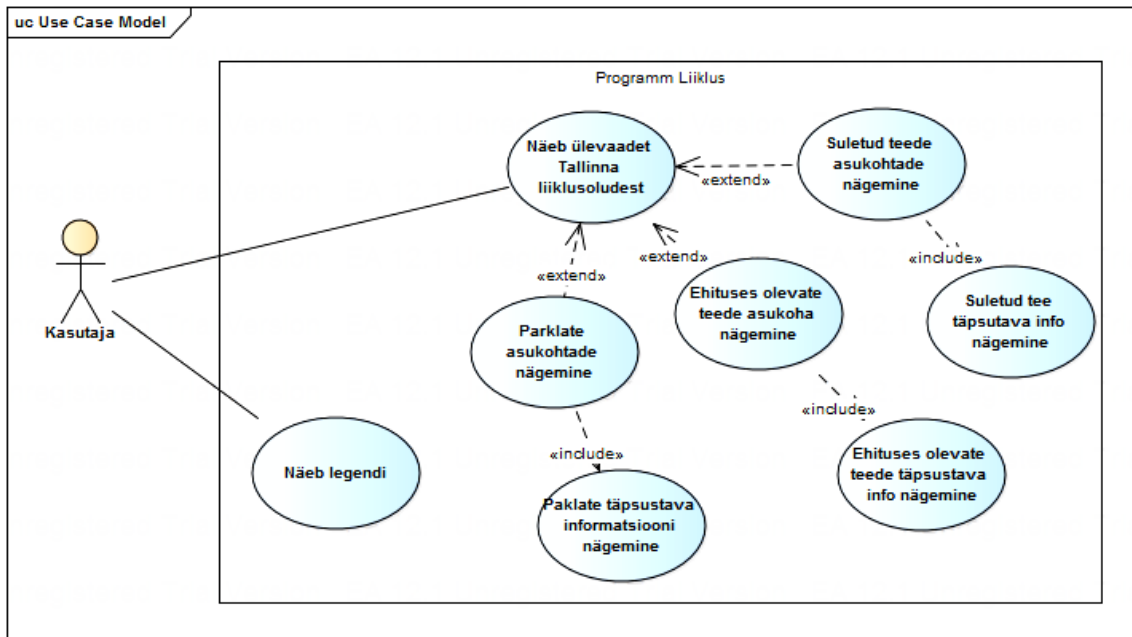 uc Use Case Model
Programm Liiklus
Näeb ülevaadet
Tallinna
liiklusoludest
«extend»
Suletud teede
asukohtade
nägemine
«include»
Suletud tee
täpsutava info
nägemine
«extend»
«extend»
Ehituses olevate
teede asukoha
nägemine
Parklate
asukohtade
nägemine
«include»
Ehituses olevate
teede täpsustava
info nägemine
«include»
Paklate täpsustava
informatsiooni
nägemine
Kasutaja
Näeb legendi